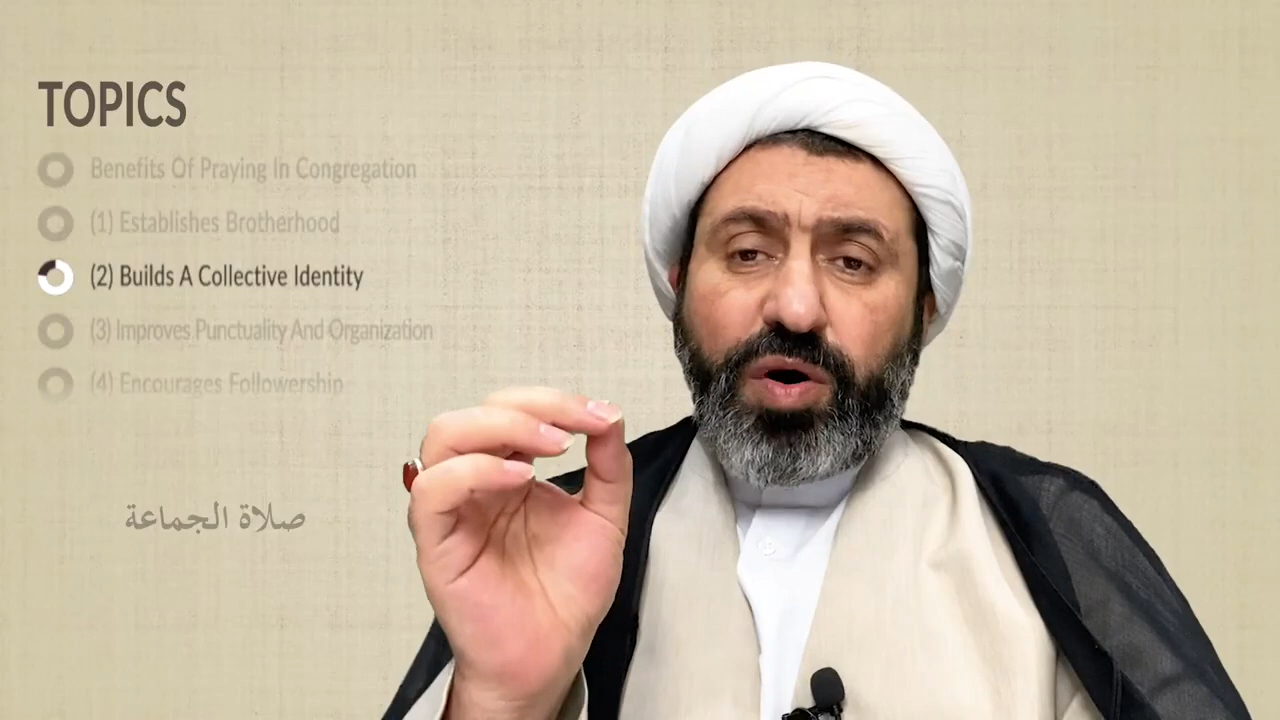 TOPICS
Benefits Of Praying In Congregation
(1) Establishes Brotherhood
(2) Builds A Collective Identity
(3) Improves Punctuality And Organization
(4) Encourages Followership
صلاة الجماعة